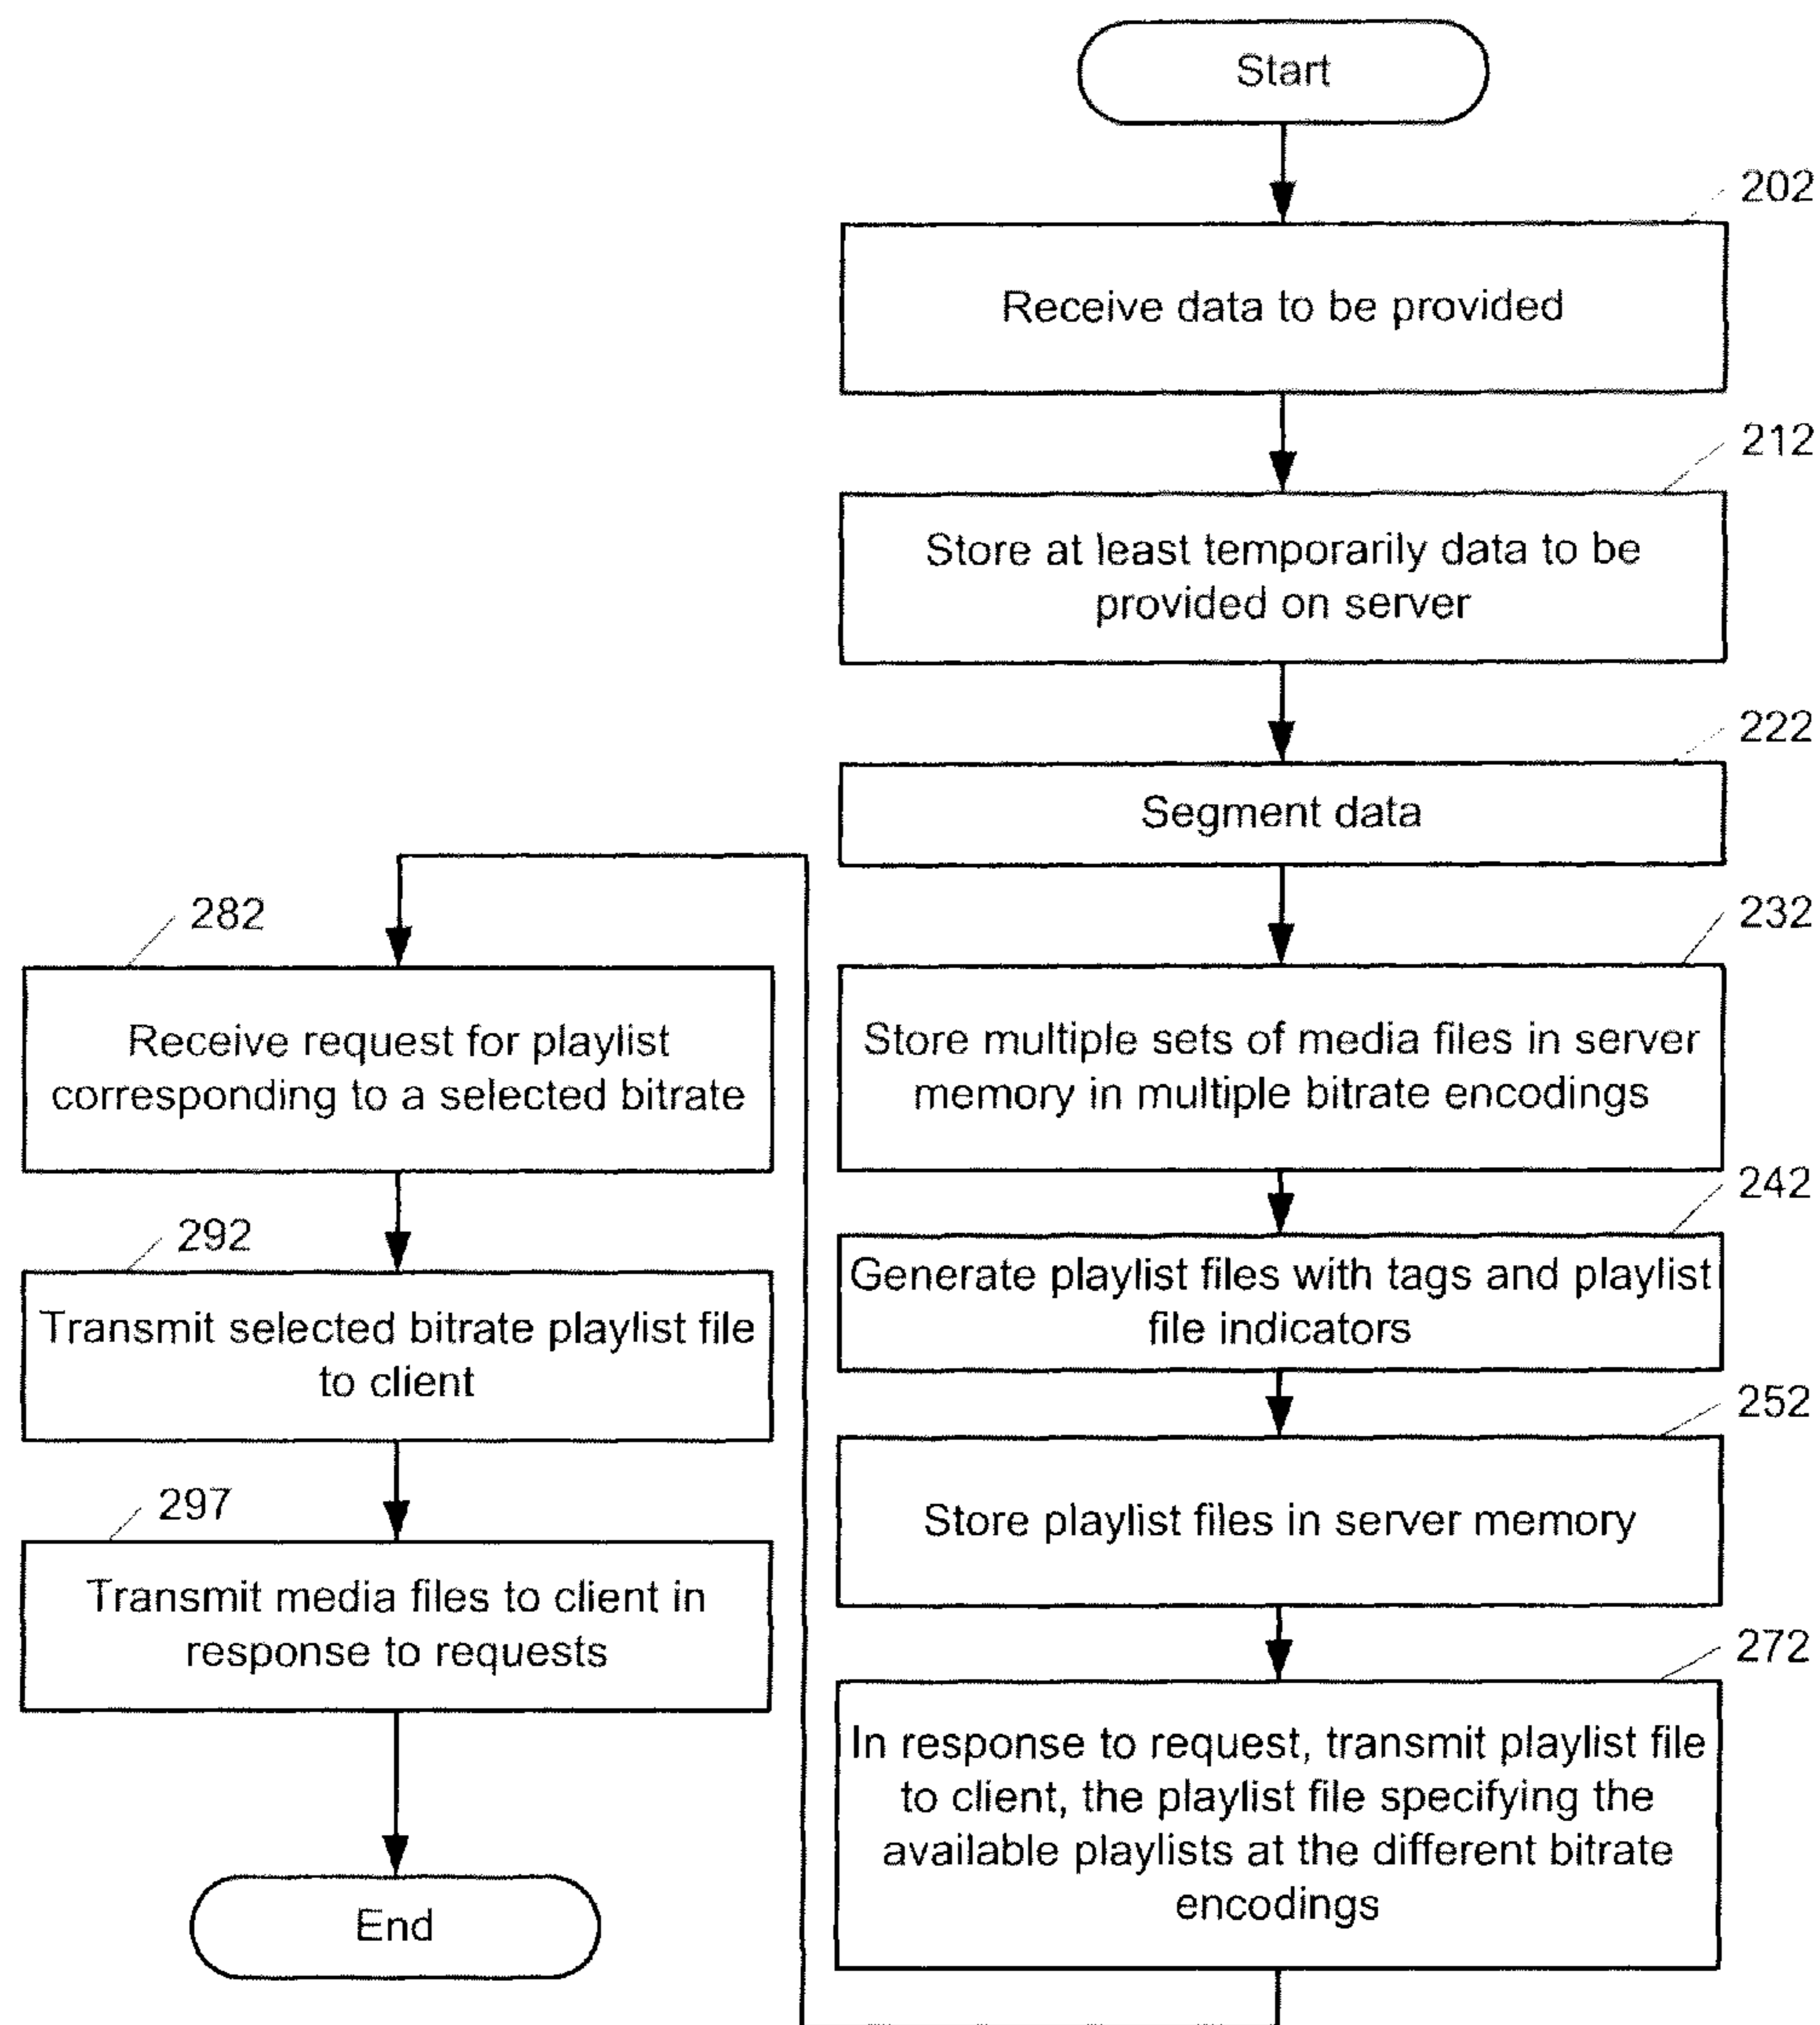 Start
202
Receive data to be provided
212
Store at least temporarily data to be
provided on server
222
Segment data
232
Store multiple sets of media files in server
memory in multiple bitrate encodings
242
Generate playlist files with tags and playlist
file indicators
252
Store playlist files in server memory
272
In response to request, transmit playlist file
to client, the playlist file specifying the
available playlists at the different bitrate
encodings
282
Receive request for playlist
corresponding to a selected bitrate
292
Transmit selected bitrate playlist file
to client
297
Transmit media files to client in
response to requests
End